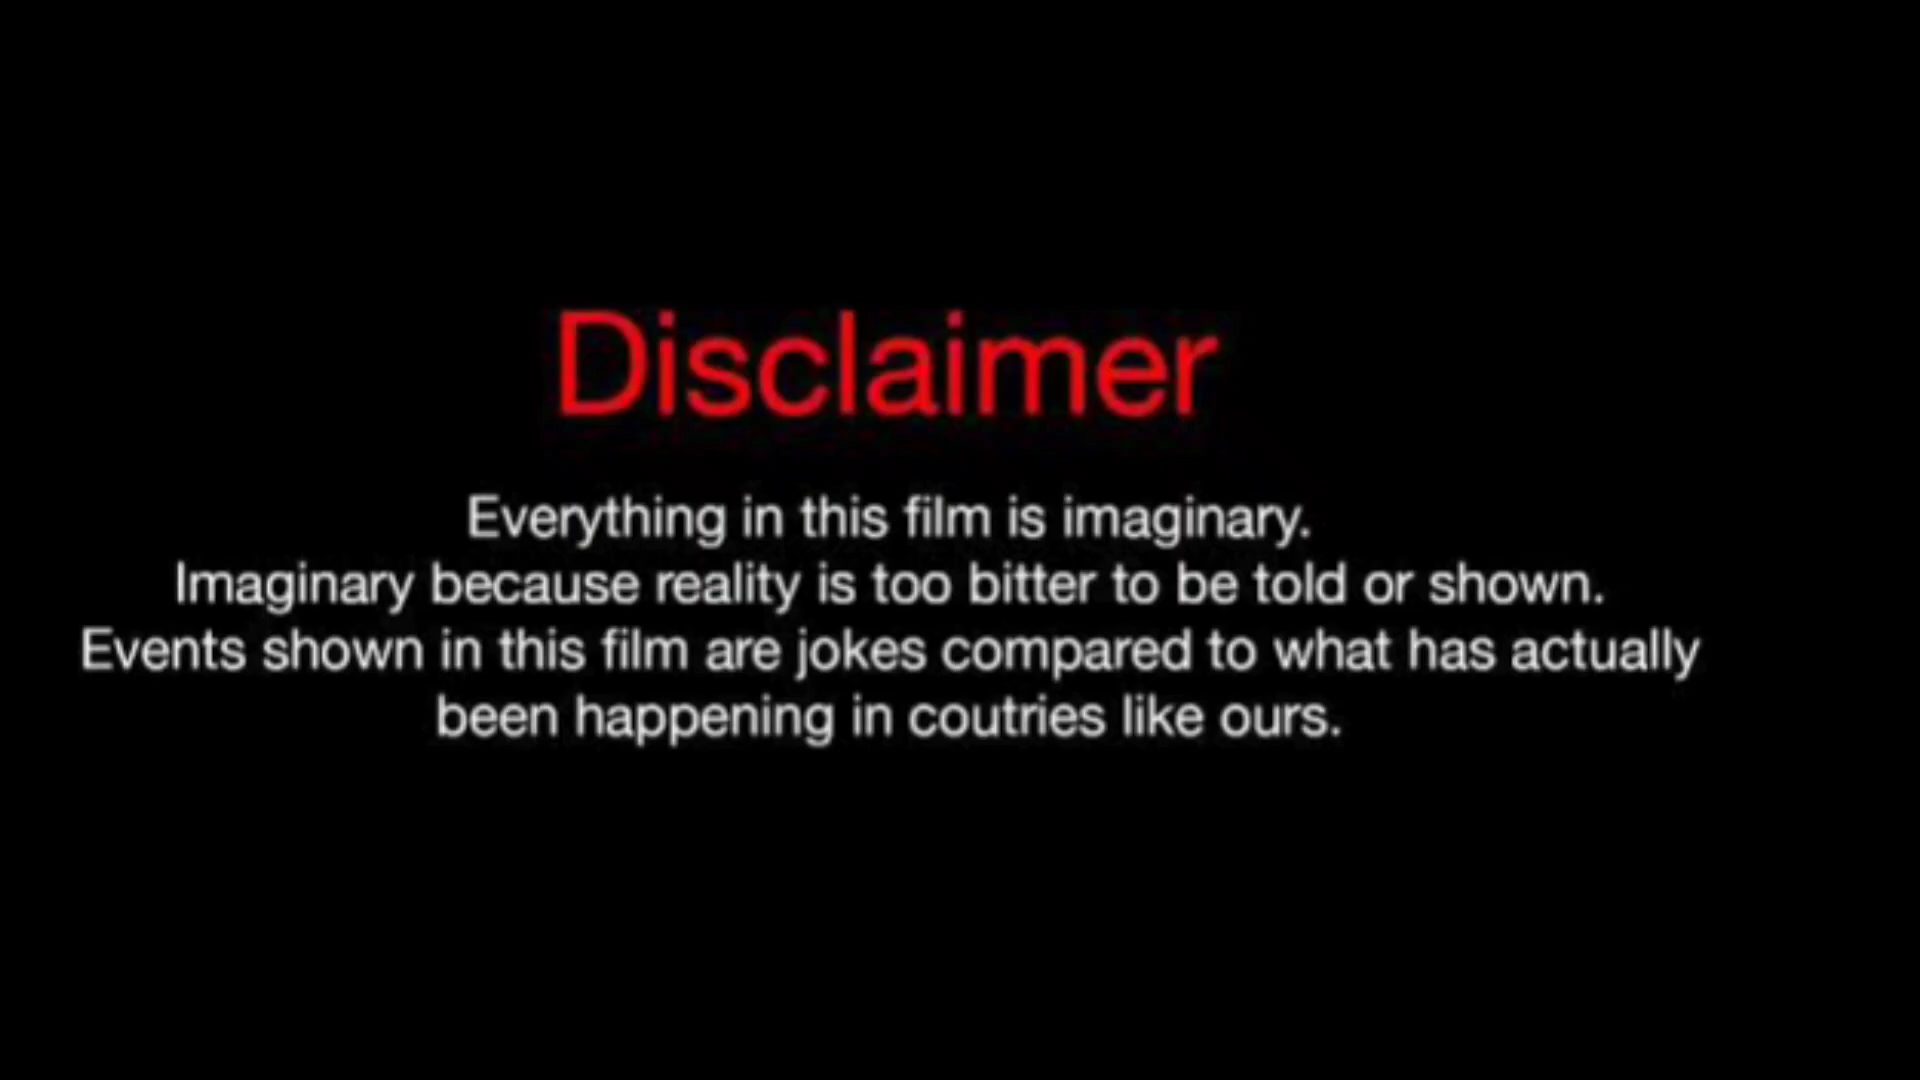 Disclaimer
Everything in this film is imaginary.
Imaginary because reality is too bitter to be told or shown.
Events shown in this film are jokes compared to what has actually
been happening in coutries like ours.